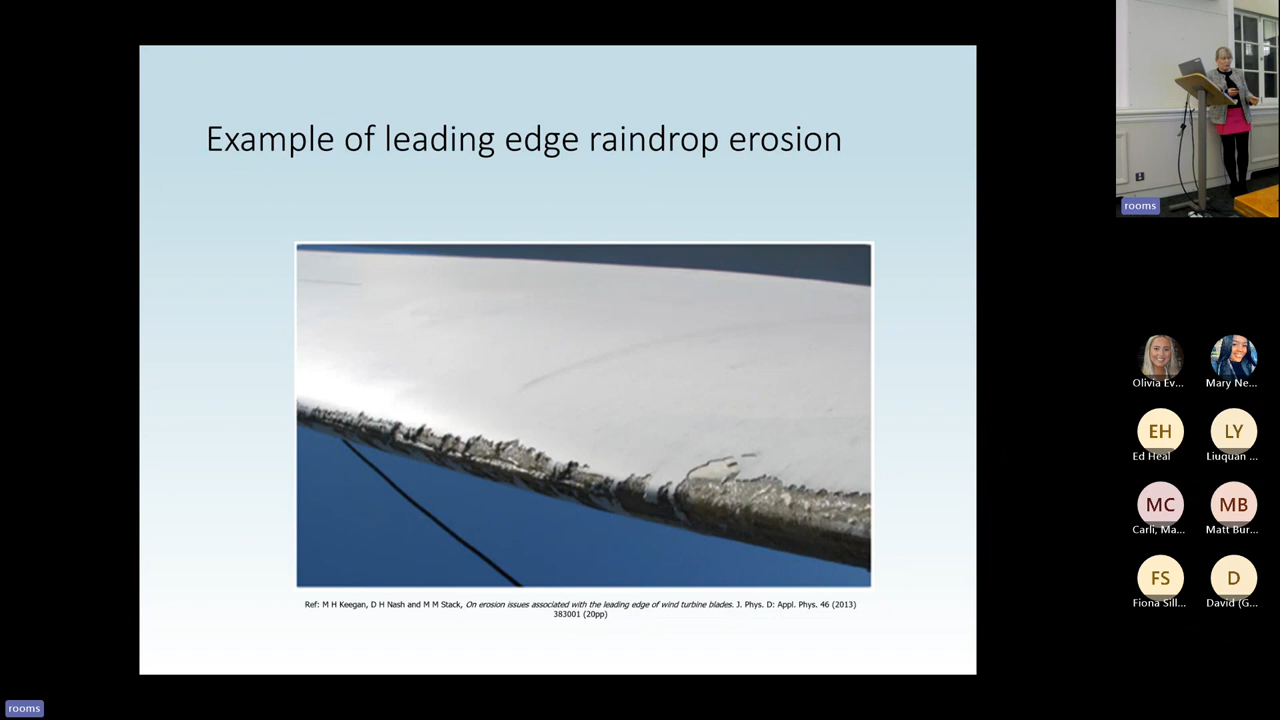 Example of leading edge raindrop erosion
Ref: M H Keegan, D H Nash and M M Stack, On erosion issues associated with the leading edge of wind turbine blades. J. Phys. D: Appl. Phys. 46 (2013)
383001 (20pp)
rooms
Olivia Ev...
Mary Ne...
EH
LY
Ed Heal
Liuquan ...
MC
MB
Carli, Ma...
Matt Bur...
FS
D
Fiona Sill...
David (G...
rooms